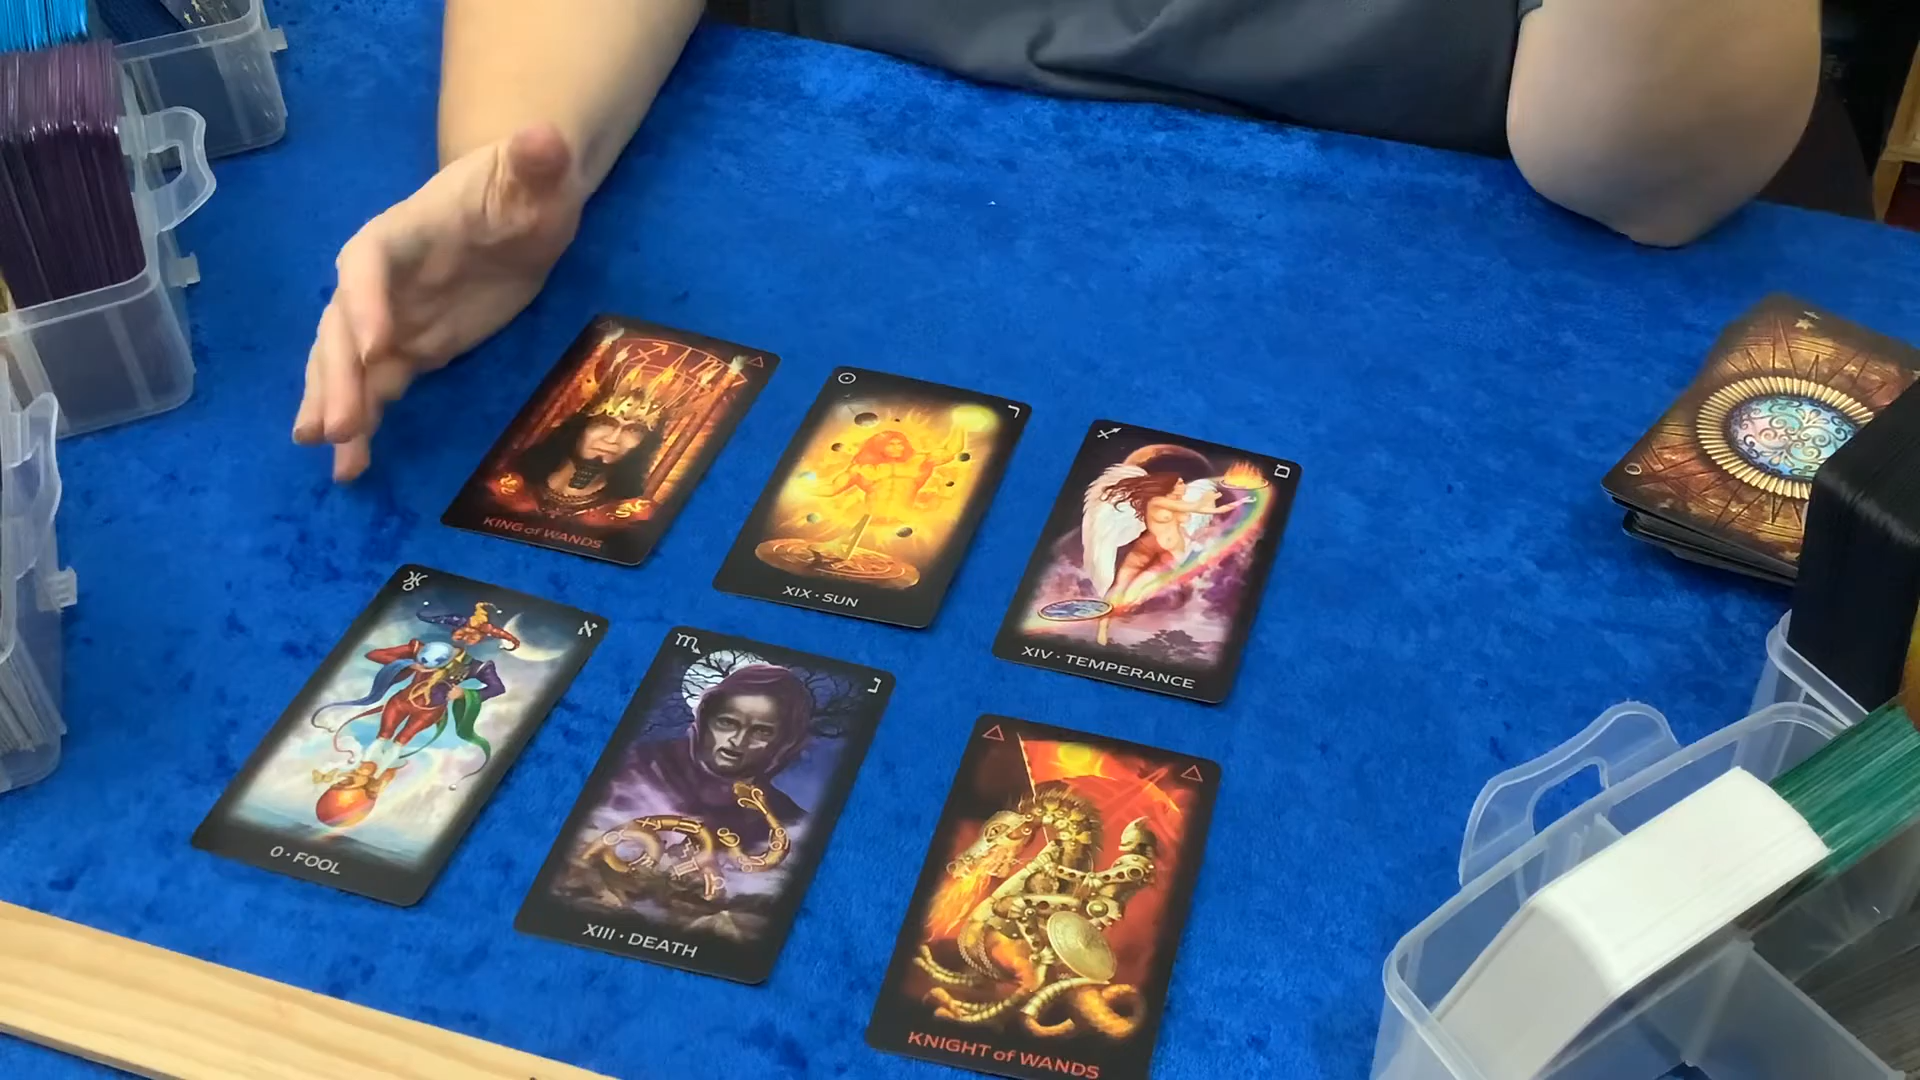 KING of WANDS
XIX · SUN
XIV · TEMPERANCE
0 · FOOL
XIII · DEATH
KNIGHT of WANDS